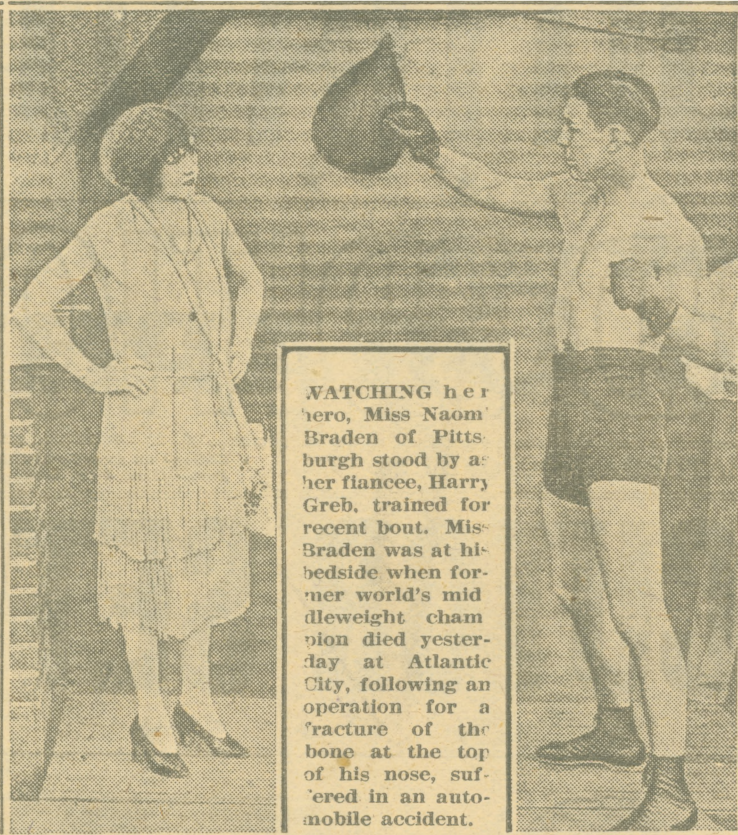 WATCHING her
hero, Miss Naom
Braden of Pitts-
burgh stood by as
her fiancee, Harry
Greb, trained for
recent bout. Miss
Braden was at his
bedside when for-
mer world's mid
dleweight cham
pion died yester-
day at Atlantic
City, following an
operation for a
fracture of the
bone at the top
of his nose, suf-
fered in an auto-
mobile accident.